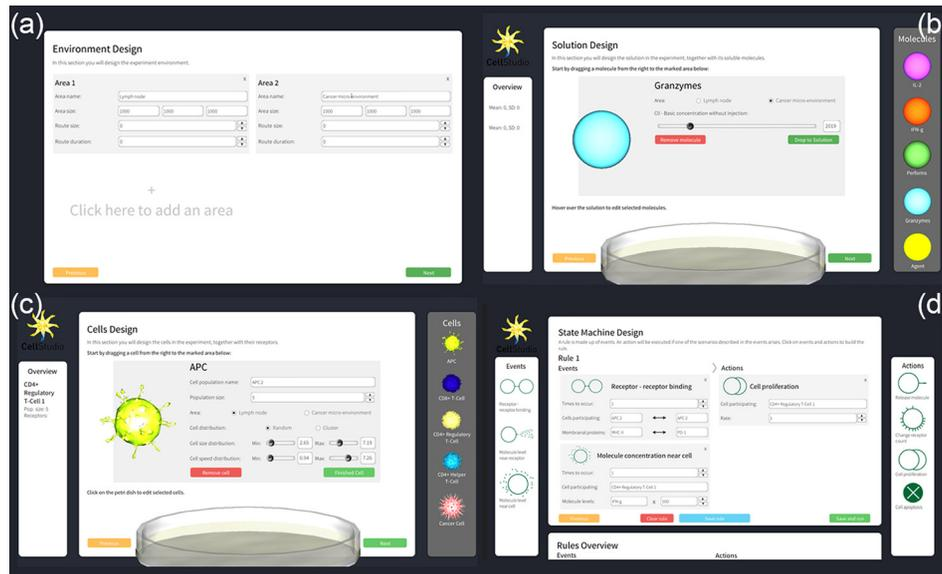 (a)
Environment Design
In this section you will design the experiment environment.
Area 1
x
Area name:
Lymph node
Area size:
1000
1000
1000
Route size:
0
Route duration:
0
Area 2
x
Area name:
Cancer micro-environment
Area size:
1000
1000
1000
Route size:
0
Route duration:
0
+
Click here to add an area
Previous
Next
(b)
CellStudio
Overview
Mean: 0, SD: 0
Mean: 0, SD: 0
Solution Design
In this section you will design the solution in the experiment, together with its soluble molecules.
Start by dragging a molecule from the right to the marked area below:
Granzymes
Area
Lymph node
Cancer micro-environment
C0 - Basic concentration without injection:
2019
Remove molecule
Drop to Solution
Hover over the solution to edit selected molecules.
Previous
Next
Molecules
IL-2
IFN-g
Perforins
Granzymes
Agent
(c)
CellStudio
Overview
CD4+
Regulatory
T-Cell 1
Pop. size: 5
Receptors:
Cells Design
In this section you will design the cells in the experiment, together with their receptors.
Start by dragging a cell from the right to the marked area below:
APC
Cell population name:
APC 2
Population size:
5
Area:
Lymph node
Cancer micro-environment
Cell distribution:
Random
Cluster
Cell size distribution:
Min:
2.65
Max:
7.19
Cell speed distribution:
Min:
0.94
Max:
7.26
Remove cell
Finished Cell
Click on the petri dish to edit selected cells.
Previous
Next
Cells
APC
CD8+ T-Cell
CD4+ Regulatory
T-Cell
CD4+ Helper
T-Cell
Cancer Cell
(d)
CellStudio
Events
Receptor -
receptor binding
Molecule level
near receptor
Molecule level
near cell
State Machine Design
A rule is made up of events. An action will be executed if one of the scenarios described in the events arises. Click on events and actions to build the
rule.
Rule 1
Events
Receptor - receptor binding
x
Times to occur:
1
Cells participating:
APC 2
APC 2
Membranial proteins:
MHC-II
PD-1
Molecule concentration near cell
x
Times to occur:
1
Cell participating:
CD4+ Regulatory T-Cell 1
Molecule levels:
IFN-g
500
Actions
Cell proliferation
x
Cell participating:
CD4+ Regulatory T-Cell 1
Rate:
Previous
Clear rule
Save rule
Save and run
Rules Overview
Events
Actions
Actions
Release molecule
Change receptor
count
Cell proliferation
Cell apoptosis